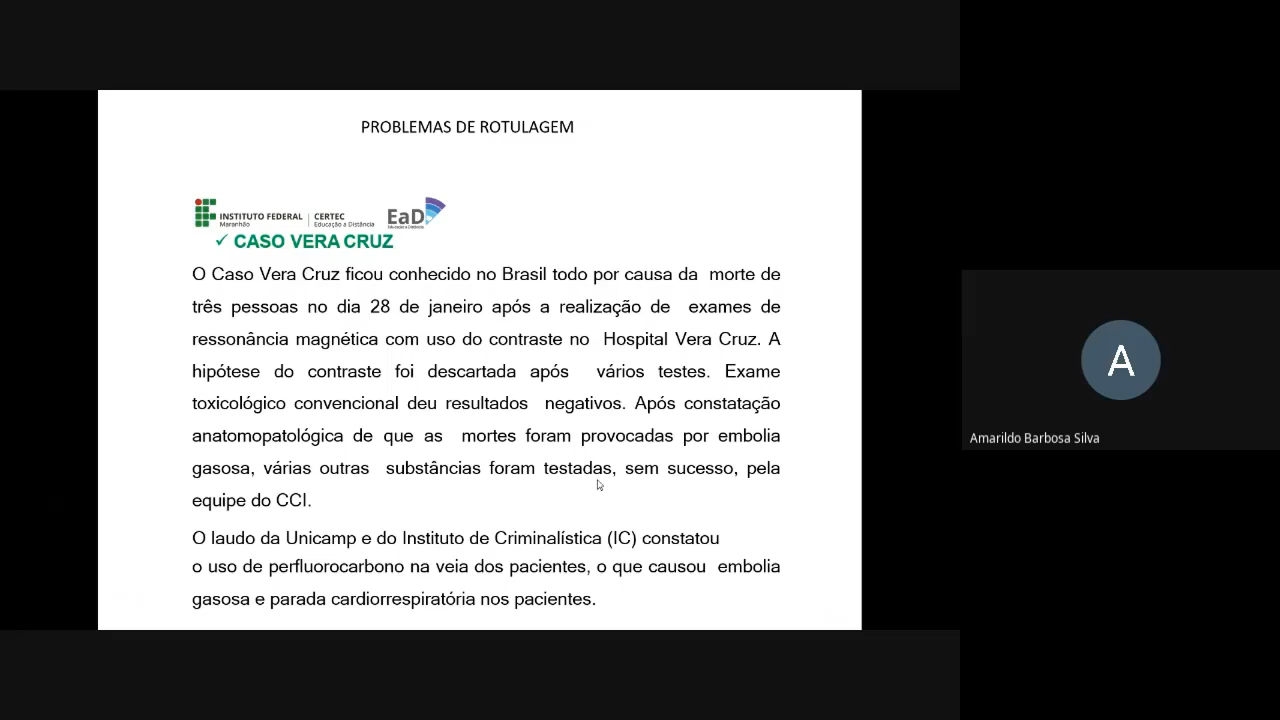 PROBLEMAS DE ROTULAGEM
INSTITUTO FEDERAL
Maranhão
CERTEC
Educação a Distância
EaD
Educação a Distância
✓ CASO VERA CRUZ
O Caso Vera Cruz ficou conhecido no Brasil todo por causa da morte de
três pessoas no dia 28 de janeiro após a realização de exames de
ressonância magnética com uso do contraste no Hospital Vera Cruz. A
hipótese do contraste foi descartada após vários testes. Exame
toxicológico convencional deu resultados negativos. Após constatação
anatomopatológica de que as mortes foram provocadas por embolia
gasosa, várias outras substâncias foram testadas, sem sucesso, pela
equipe do CCI.
O laudo da Unicamp e do Instituto de Criminalística (IC) constatou
o uso de perfluorocarbono na veia dos pacientes, o que causou embolia
gasosa e parada cardiorrespiratória nos pacientes.
A
Amarildo Barbosa Silva